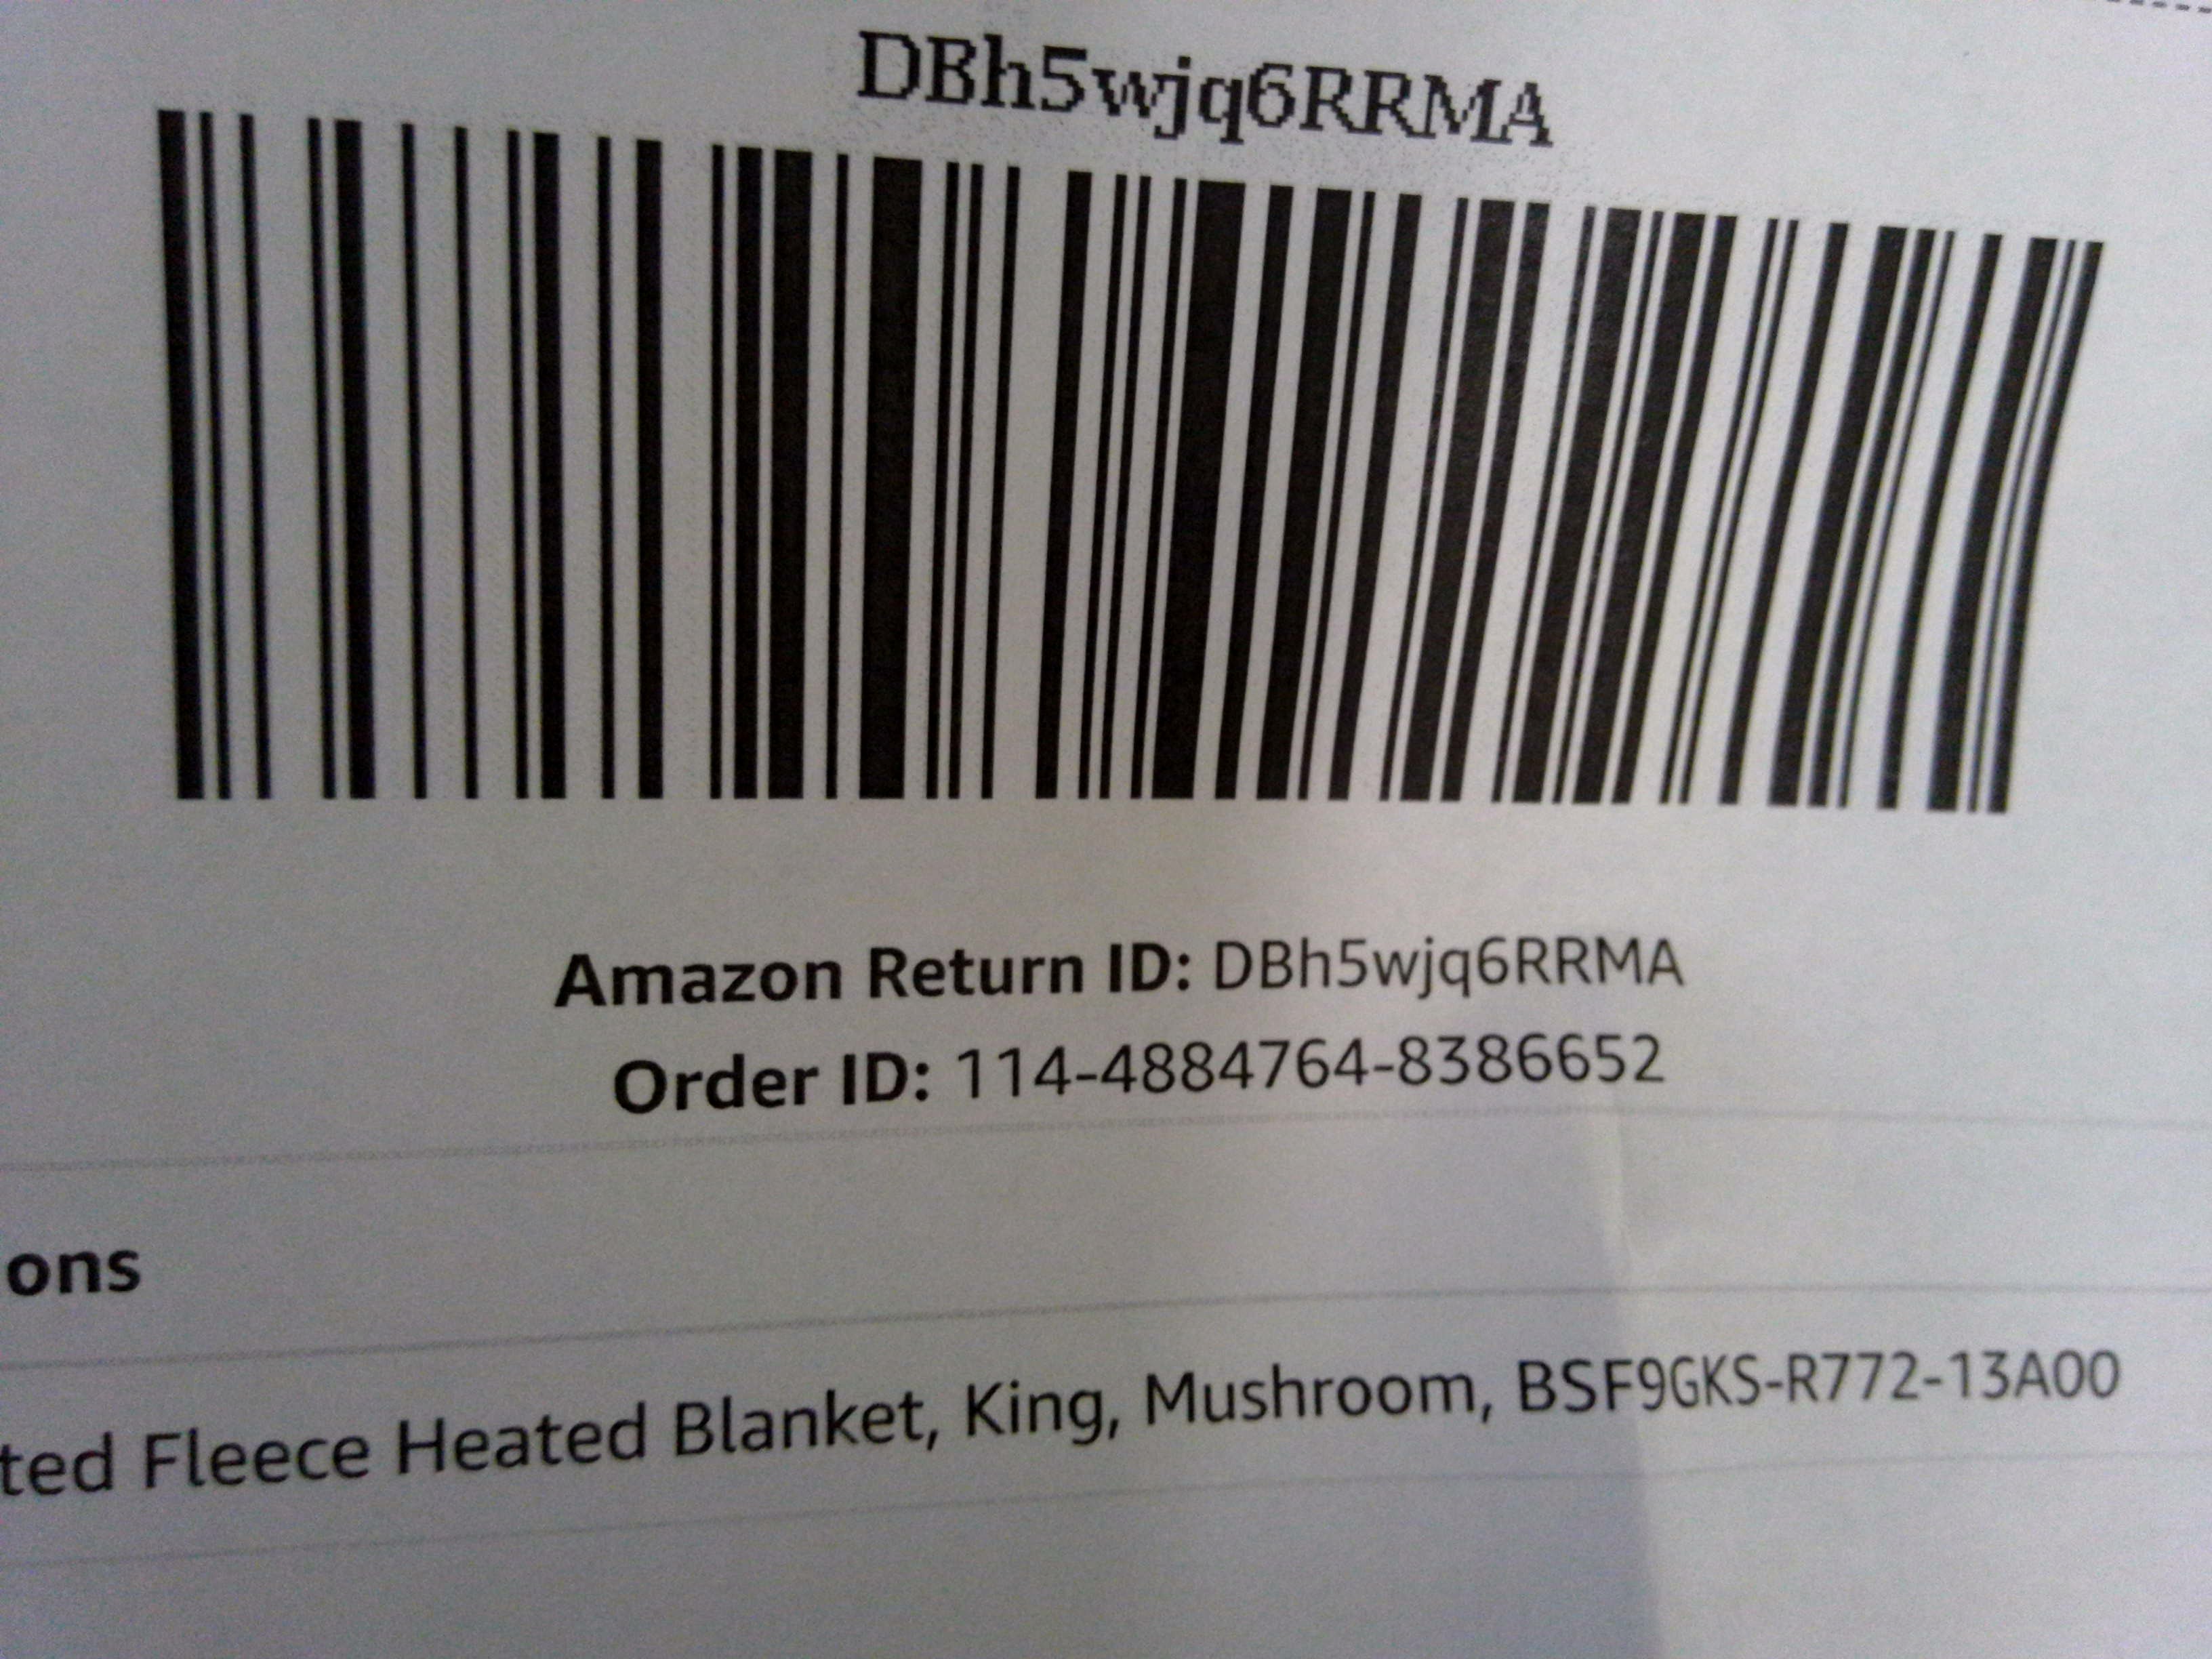 DBh5wjq6RRMA
Amazon Return ID: DBh5wjq6RRMA
Order ID: 114-4884764-8386652
ons
ted Fleece Heated Blanket, King, Mushroom, BSF9GKS-R772-13A00